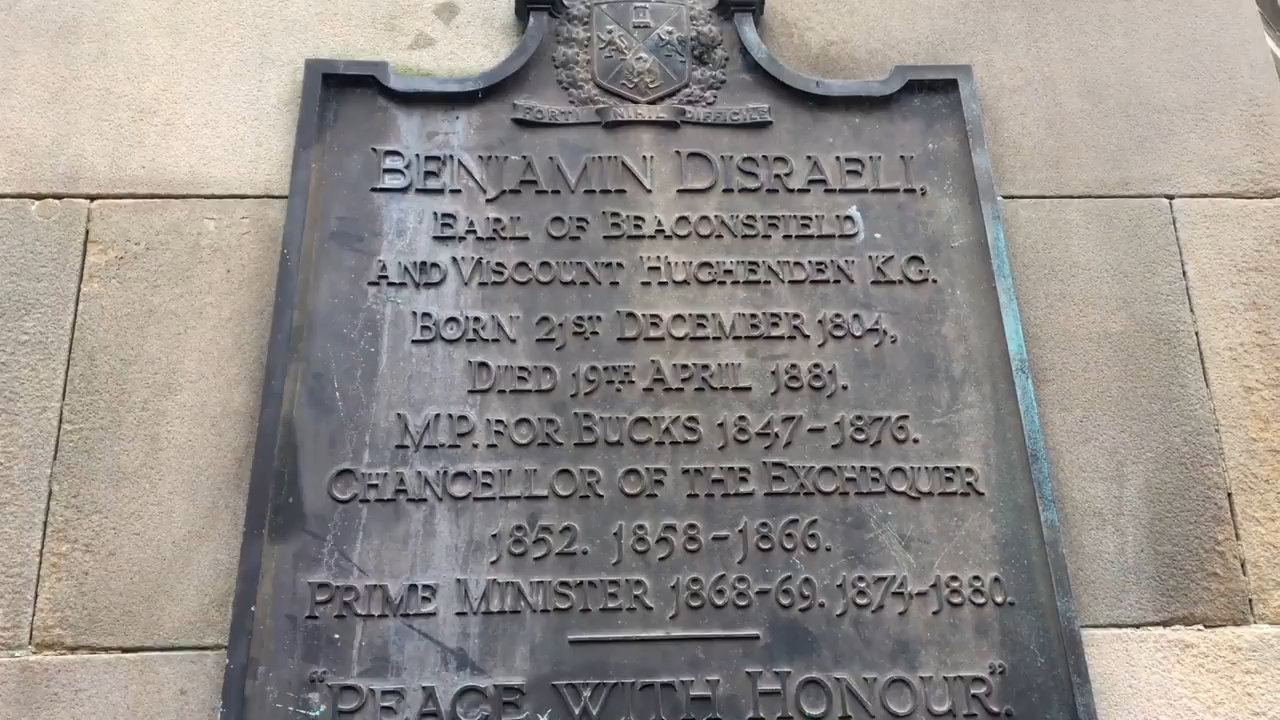 FORTI NIHIL DIFFICILE
BENJAMIN DISRAELI,
EARL OF BEACONSFIELD
AND VISCOUNT HUGHENDEN K.G.
BORN 21ST DECEMBER 1804,
DIED 19TH APRIL 1881.
M.P. FOR BUCKS 1847-1876.
CHANCELLOR OF THE EXCHEQUER
1852. 1858-1866.
PRIME MINISTER 1868-69. 1874-1880.
"PEACE WITH HONOUR".